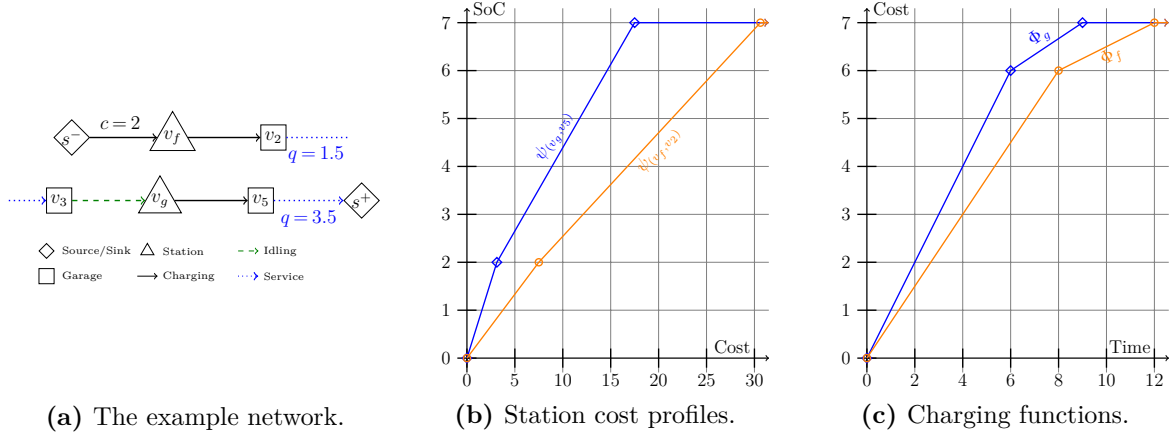 s⁻
c = 2
v_f
v_2
q = 1.5
v_3
v_g
v_5
q = 3.5
s⁺
Source/Sink
Station
Idling
Garage
Charging
Service
(a) The example network.
SoC
7
6
5
4
3
2
1
0
0 5 10 15 20 25 30
Cost
ψ(v_g,v_5)
ψ(v_f,v_2)
(b) Station cost profiles.
Cost
7
6
5
4
3
2
1
0
0 2 4 6 8 10 12
Time
Φ_g
Φ_f
(c) Charging functions.